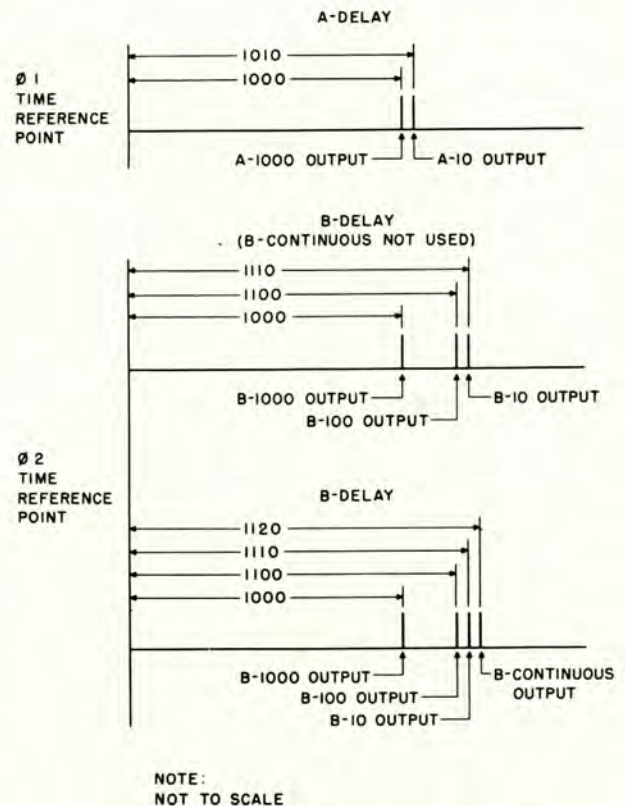 A-DELAY
1010
1000
Ø 1
TIME
REFERENCE
POINT
A-1000 OUTPUT
A-10 OUTPUT
B-DELAY
(B-CONTINUOUS NOT USED)
1110
1100
1000
B-1000 OUTPUT
B-10 OUTPUT
B-100 OUTPUT
Ø 2
TIME
REFERENCE
POINT
B-DELAY
1120
1110
1100
1000
B-1000 OUTPUT
B-CONTINUOUS
OUTPUT
B-100 OUTPUT
B-10 OUTPUT
NOTE:
NOT TO SCALE